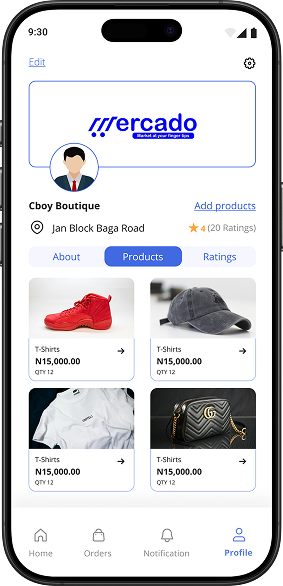 9:30
Edit
mercado
Market at your finger tips
Cboy Boutique
Add products
Jan Block Baga Road
4 (20 Ratings)
About
Products
Ratings
T-Shirts
N15,000.00
QTY 12
T-Shirts
N15,000.00
QTY 12
T-Shirts
N15,000.00
QTY 12
T-Shirts
N15,000.00
QTY 12
Home
Orders
Notification
Profile